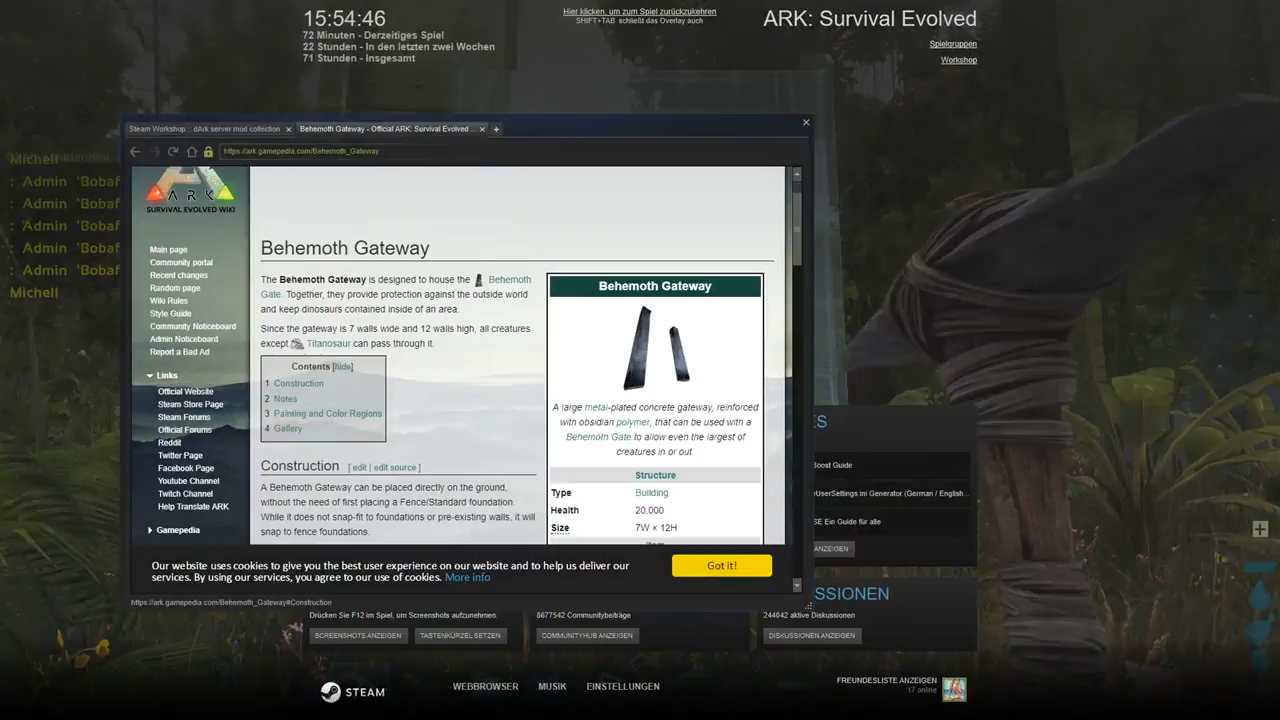 15:54:46
72 Minuten - Derzeitiges Spiel
22 Stunden - In den letzten zwei Wochen
71 Stunden - Insgesamt
Hier klicken, um zum Spiel zurückzukehren
SHIFT+TAB schließt das Overlay auch
ARK: Survival Evolved
Spielgruppen
Workshop
Michell
: Admin 'Bobaf
: Admin 'Bobaf
: Admin 'Bobaf
: Admin 'Bobaf
: Admin 'Bobaf
Michell
Steam Workshop :: dArk server mod collection
Behemoth Gateway - Official ARK: Survival Evolved ...
https://ark.gamepedia.com/Behemoth_Gateway
ARK
SURVIVAL EVOLVED WIKI
Main page
Community portal
Recent changes
Random page
Wiki Rules
Style Guide
Community Noticeboard
Admin Noticeboard
Report a Bad Ad
Links
Official Website
Steam Store Page
Steam Forums
Official Forums
Reddit
Twitter Page
Facebook Page
Youtube Channel
Twitch Channel
Help Translate ARK
Gamepedia
Behemoth Gateway
The Behemoth Gateway is designed to house the Behemoth
Gate. Together, they provide protection against the outside world
and keep dinosaurs contained inside of an area.
Since the gateway is 7 walls wide and 12 walls high, all creatures
except Titanosaur can pass through it.
Contents [hide]
1 Construction
2 Notes
3 Painting and Color Regions
4 Gallery
Construction [ edit | edit source ]
A Behemoth Gateway can be placed directly on the ground,
without the need of first placing a Fence/Standard foundation.
While it does not snap-fit to foundations or pre-existing walls, it will
snap to fence foundations.
Behemoth Gateway
A large metal-plated concrete gateway, reinforced
with obsidian polymer, that can be used with a
Behemoth Gate to allow even the largest of
creatures in or out.
Structure
Type Building
Health 20,000
Size 7W × 12H
Our website uses cookies to give you the best user experience on our website and to help us deliver our
services. By using our services, you agree to our use of cookies. More info
Got it!
https://ark.gamepedia.com/Behemoth_Gateway#Construction
ES
Boost Guide
UserSettings.ini Generator (German / English...
SE Ein Guide für alle
ANZEIGEN
SSIONEN
Drücken Sie F12 im Spiel, um Screenshots aufzunehmen.
8677542 Communitybeiträge
244042 aktive Diskussionen
SCREENSHOTS ANZEIGEN
TASTENKÜRZEL SETZEN
COMMUNITYHUB ANZEIGEN
DISKUSSIONEN ANZEIGEN
STEAM
WEBBROWSER
MUSIK
EINSTELLUNGEN
FREUNDESLISTE ANZEIGEN
17 online